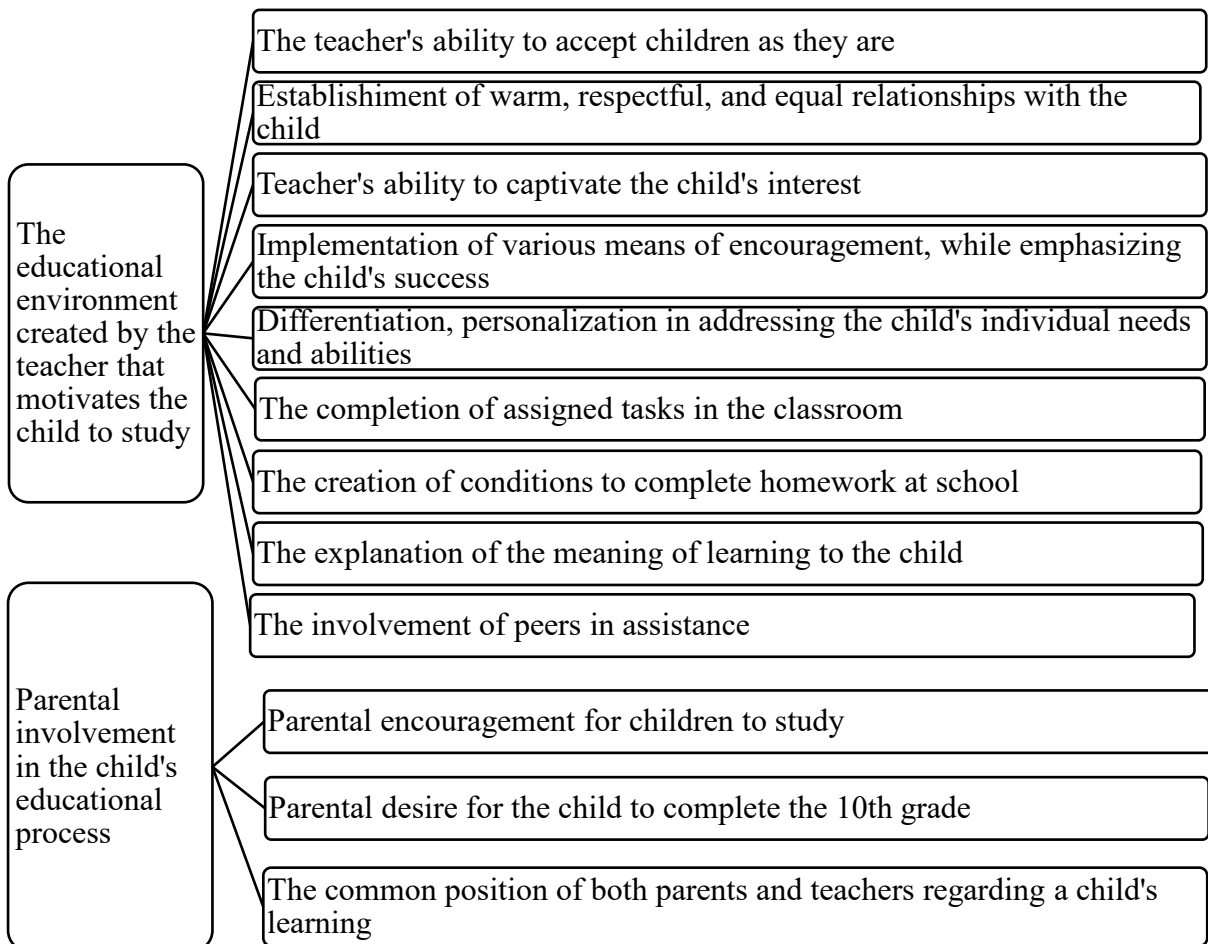 The
educational
environment
created by the
teacher that
motivates the
child to study
The teacher's ability to accept children as they are
Establishiment of warm, respectful, and equal relationships with the
child
Teacher's ability to captivate the child's interest
Implementation of various means of encouragement, while emphasizing
the child's success
Differentiation, personalization in addressing the child's individual needs
and abilities
The completion of assigned tasks in the classroom
The creation of conditions to complete homework at school
The explanation of the meaning of learning to the child
The involvement of peers in assistance
Parental
involvement
in the child's
educational
process
Parental encouragement for children to study
Parental desire for the child to complete the 10th grade
The common position of both parents and teachers regarding a child's
learning